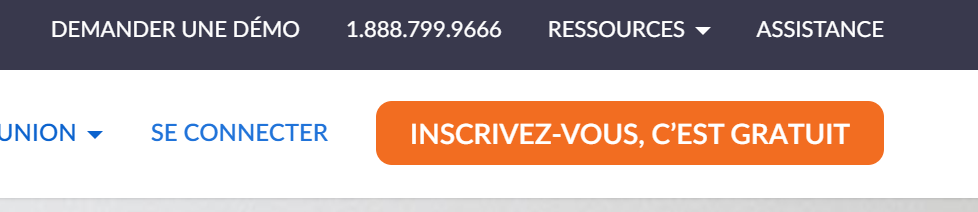 DEMANDER UNE DÉMO 1.888.799.9666 RESSOURCES ASSISTANCE
UNION SE CONNECTER INSCRIVEZ-VOUS, C’EST GRATUIT